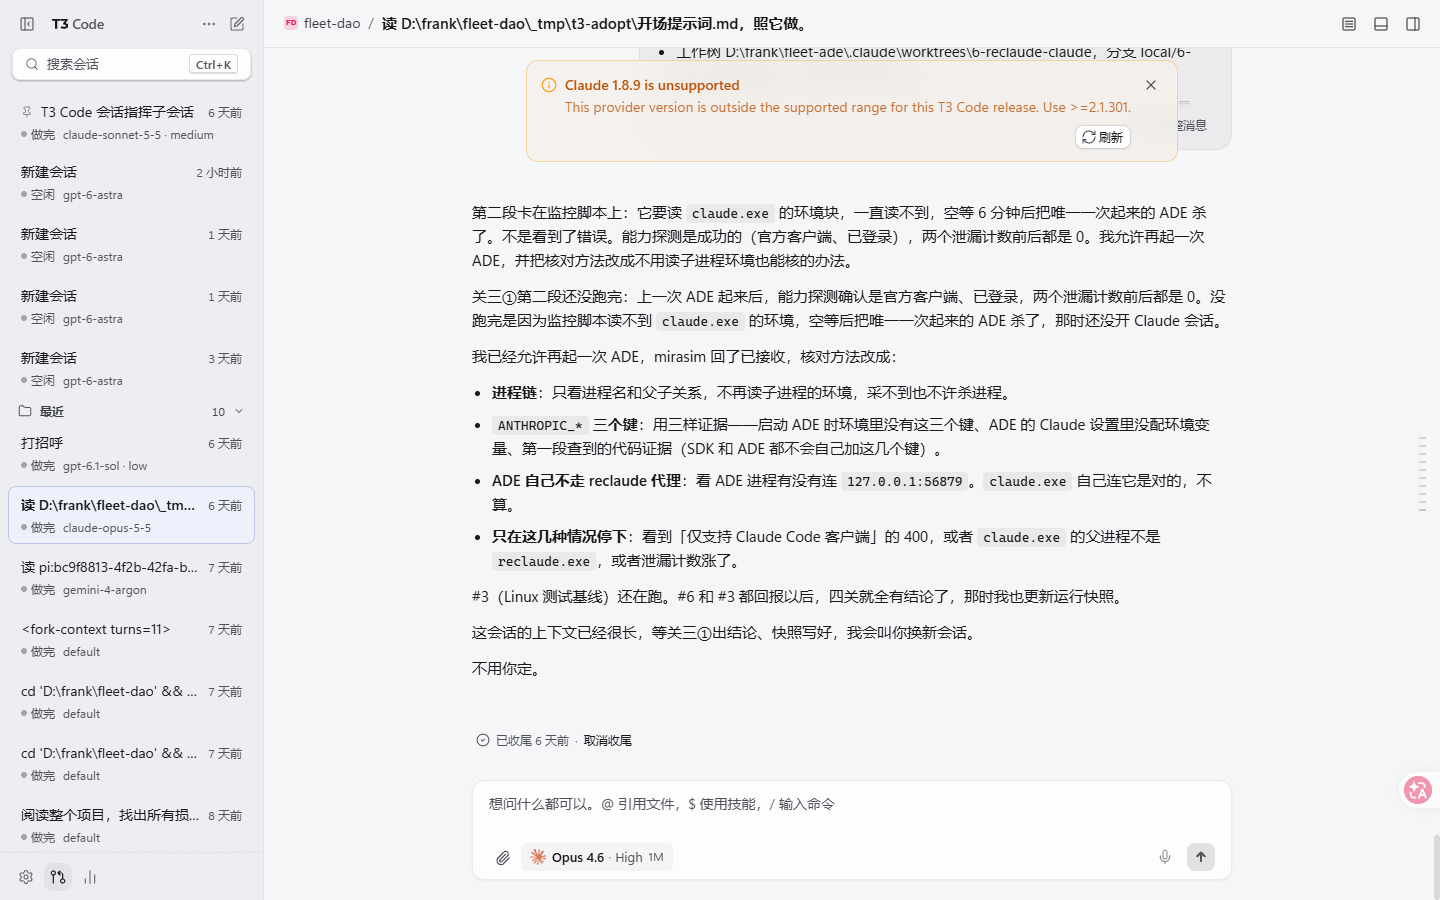 T3 Code
搜索会话 Ctrl+K
T3 Code 会话指挥子会话 6 天前
做完 claude-sonnet-5-5 · medium
新建会话 2 小时前
空闲 gpt-6-astra
新建会话 1 天前
空闲 gpt-6-astra
新建会话 1 天前
空闲 gpt-6-astra
新建会话 3 天前
空闲 gpt-6-astra
最近 10
打招呼 6 天前
做完 gpt-6.1-sol · low
读 D:\frank\fleet-dao\_tm... 6 天前
做完 claude-opus-5-5
读 pi:bc9f8813-4f2b-42fa-b... 7 天前
做完 gemini-4-argon
<fork-context turns=11> 7 天前
做完 default
cd 'D:\frank\fleet-dao' && ... 7 天前
做完 default
cd 'D:\frank\fleet-dao' && ... 7 天前
做完 default
阅读整个项目，找出所有损... 8 天前
做完 default
FD fleet-dao / 读 D:\frank\fleet-dao\_tmp\t3-adopt\开场提示词.md，照它做。
工作树 D:\frank\fleet-ade\.claude\worktrees\6-reclaude-claude，分支 local/6-
Claude 1.8.9 is unsupported
This provider version is outside the supported range for this T3 Code release. Use >=2.1.301.
刷新
整消息
第二段卡在监控脚本上：它要读 claude.exe 的环境块，一直读不到，空等 6 分钟后把唯一一次起来的 ADE 杀
了。不是看到了错误。能力探测是成功的（官方客户端、已登录），两个泄漏计数前后都是 0。我允许再起一次
ADE，并把核对方法改成不用读子进程环境也能核的办法。
关三①第二段还没跑完：上一次 ADE 起来后，能力探测确认是官方客户端、已登录，两个泄漏计数前后都是 0。没
跑完是因为监控脚本读不到 claude.exe 的环境，空等后把唯一一次起来的 ADE 杀了，那时还没开 Claude 会话。
我已经允许再起一次 ADE，mirasim 回了已接收，核对方法改成：
进程链：只看进程名和父子关系，不再读子进程的环境，采不到也不许杀进程。
ANTHROPIC_* 三个键：用三样证据——启动 ADE 时环境里没有这三个键、ADE 的 Claude 设置里没配环境变
量、第一段查到的代码证据（SDK 和 ADE 都不会自己加这几个键）。
ADE 自己不走 reclaude 代理：看 ADE 进程有没有连 127.0.0.1:56879。claude.exe 自己连它是对的，不
算。
只在这几种情况停下：看到「仅支持 Claude Code 客户端」的 400，或者 claude.exe 的父进程不是
reclaude.exe，或者泄漏计数涨了。
#3（Linux 测试基线）还在跑。#6 和 #3 都回报以后，四关就全有结论了，那时我也更新运行快照。
这会话的上下文已经很长，等关三①出结论、快照写好，我会叫你换新会话。
不用你定。
已收尾 6 天前 · 取消收尾
想问什么都可以。@ 引用文件，$ 使用技能，/ 输入命令
Opus 4.6 · High 1M